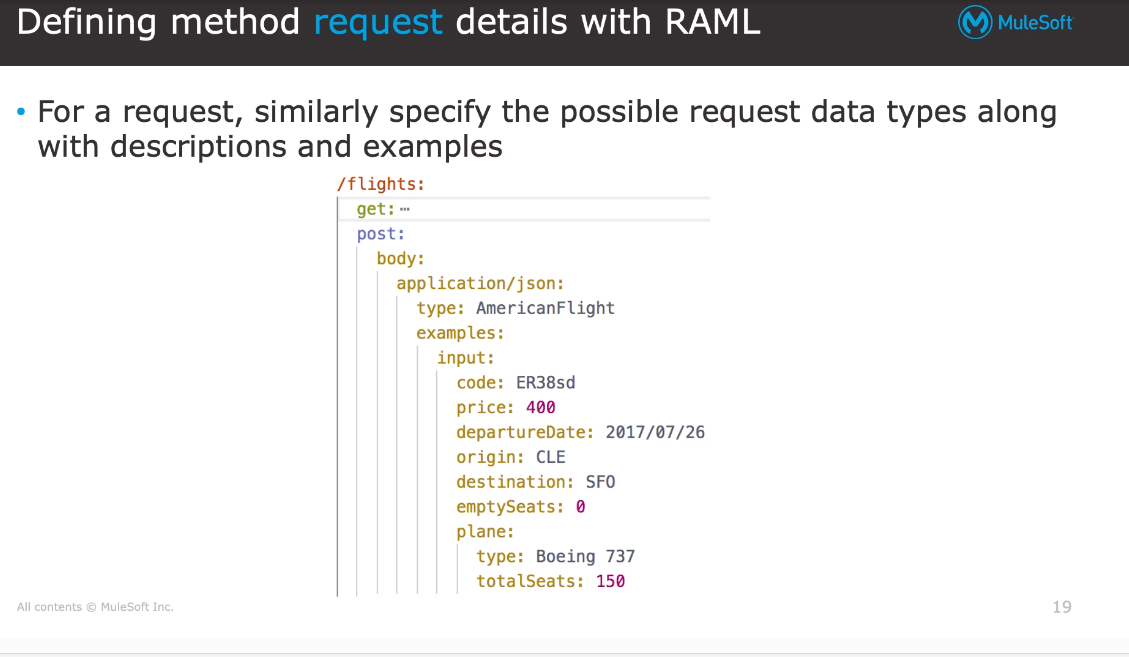 Defining method request details with RAML
MuleSoft
• For a request, similarly specify the possible request data types along
with descriptions and examples
/flights:
get: ···
post:
body:
application/json:
type: AmericanFlight
examples:
input:
code: ER38sd
price: 400
departureDate: 2017/07/26
origin: CLE
destination: SFO
emptySeats: 0
plane:
type: Boeing 737
totalSeats: 150
All contents © MuleSoft Inc.
19